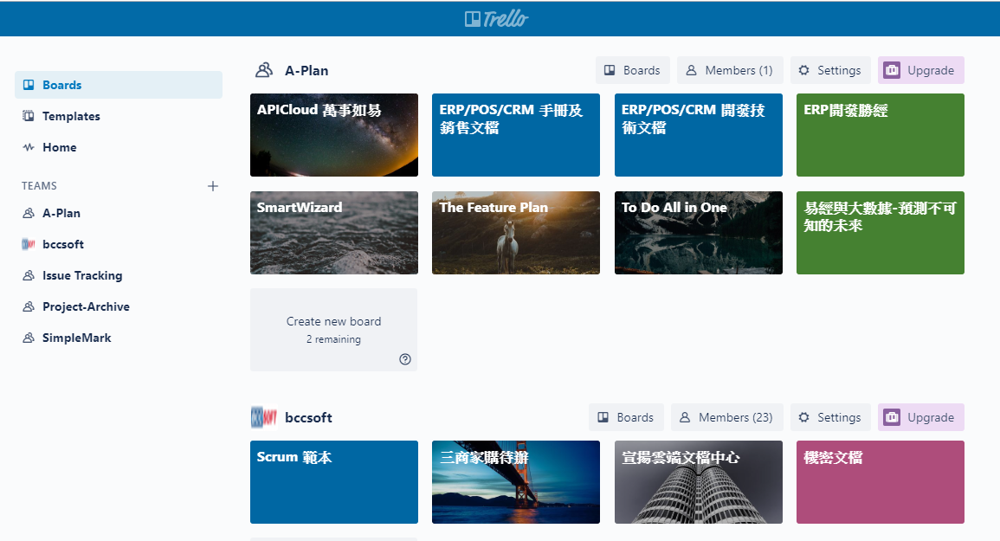 Trello
Boards
Templates
Home
TEAMS
A-Plan
bccsoft
Issue Tracking
Project-Archive
SimpleMark
A-Plan
Boards
Members (1)
Settings
Upgrade
APICloud 萬事如易
ERP/POS/CRM 手冊及
銷售文檔
ERP/POS/CRM 開發技
術文檔
ERP開發勝經
SmartWizard
The Feature Plan
To Do All in One
易經與大數據-預測不可
知的未來
Create new board
2 remaining
bccsoft
Boards
Members (23)
Settings
Upgrade
Scrum 範本
三商家購待辦
宣揚雲端文檔中心
機密文檔